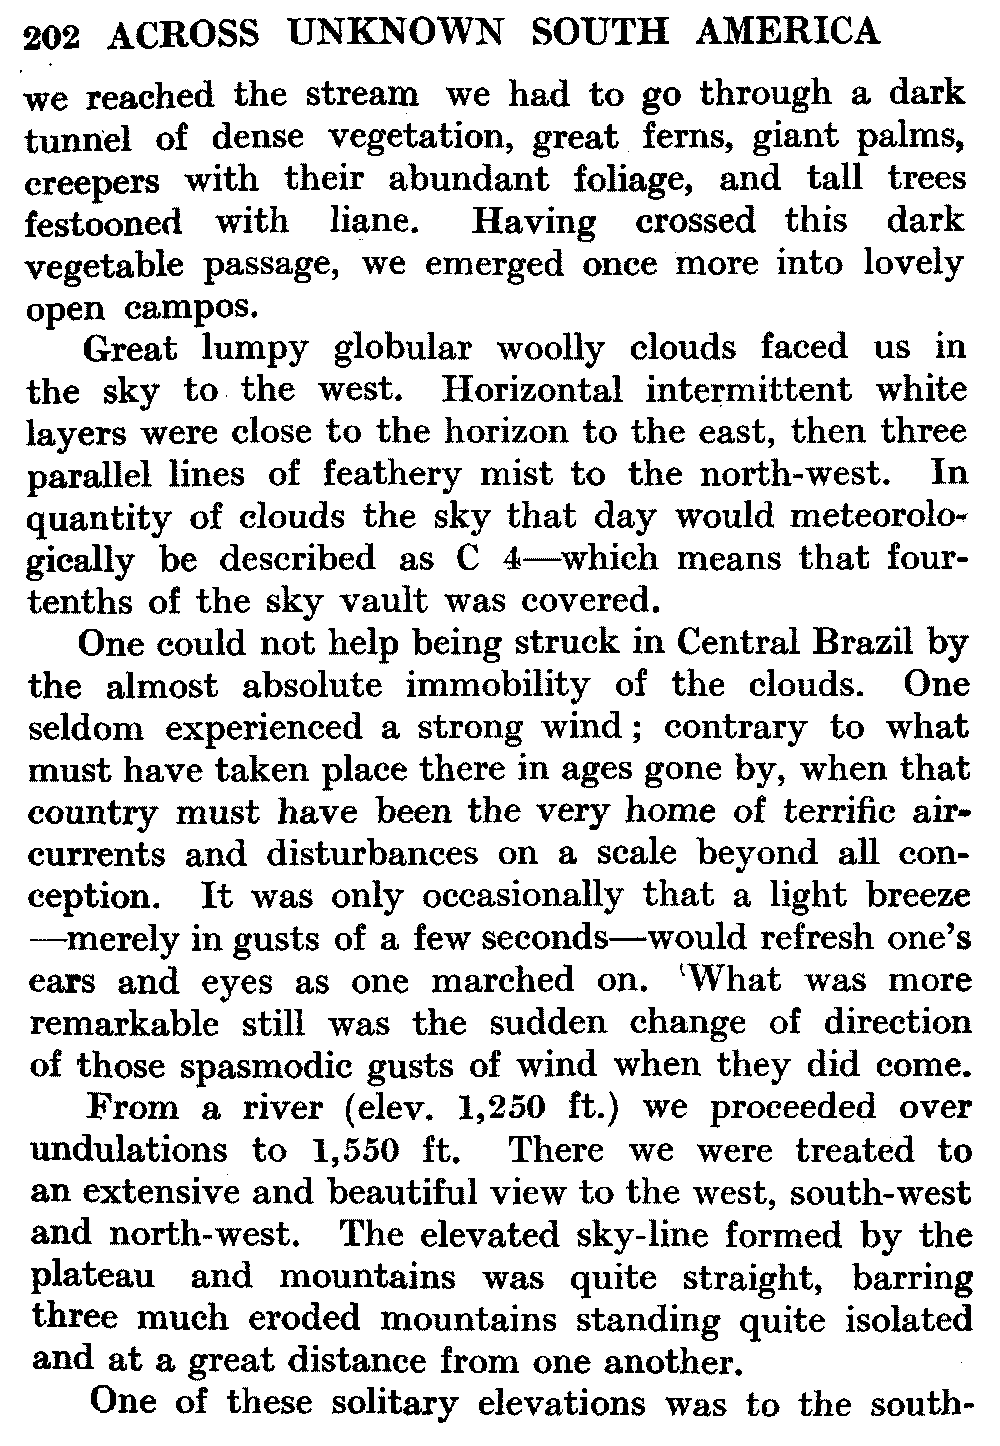 202 ACROSS UNKNOWN SOUTH AMERICA
we reached the stream we had to go through a dark
tunnel of dense vegetation, great ferns, giant palms,
creepers with their abundant foliage, and tall trees
festooned with liane. Having crossed this dark
vegetable passage, we emerged once more into lovely
open campos.
Great lumpy globular woolly clouds faced us in
the sky to the west. Horizontal intermittent white
layers were close to the horizon to the east, then three
parallel lines of feathery mist to the north-west. In
quantity of clouds the sky that day would meteorolo-
gically be described as C 4—which means that four-
tenths of the sky vault was covered.
One could not help being struck in Central Brazil by
the almost absolute immobility of the clouds. One
seldom experienced a strong wind; contrary to what
must have taken place there in ages gone by, when that
country must have been the very home of terrific air-
currents and disturbances on a scale beyond all con-
ception. It was only occasionally that a light breeze
—merely in gusts of a few seconds—would refresh one's
ears and eyes as one marched on. 'What was more
remarkable still was the sudden change of direction
of those spasmodic gusts of wind when they did come.
From a river (elev. 1,250 ft.) we proceeded over
undulations to 1,550 ft. There we were treated to
an extensive and beautiful view to the west, south-west
and north-west. The elevated sky-line formed by the
plateau and mountains was quite straight, barring
three much eroded mountains standing quite isolated
and at a great distance from one another.
One of these solitary elevations was to the south-